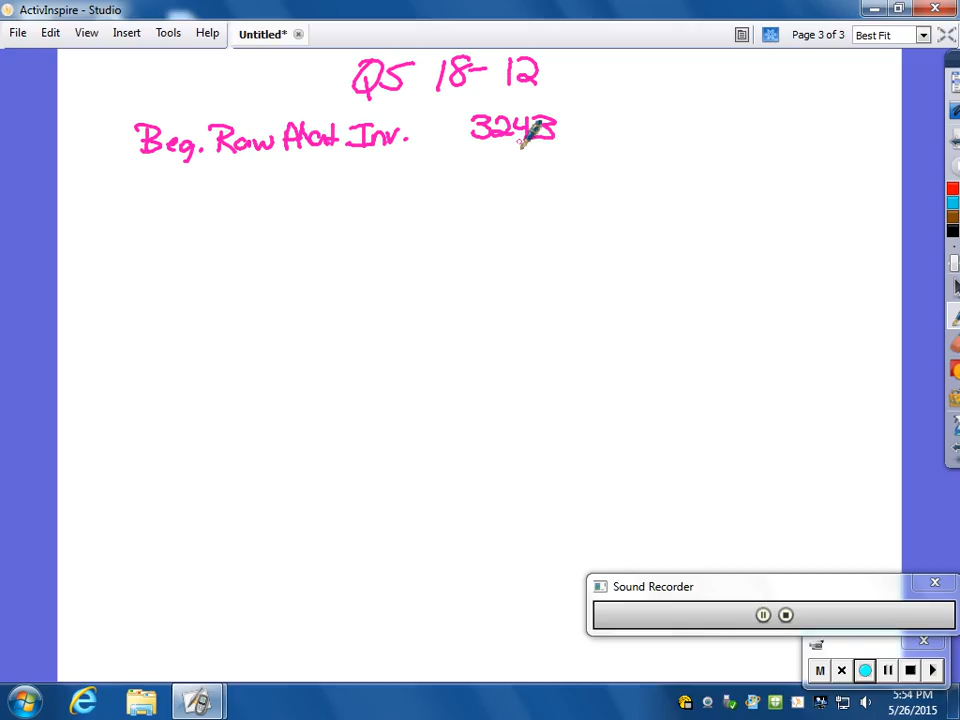 ActivInspire - Studio
File Edit View Insert Tools Help Untitled* Page 3 of 3 Best Fit
QS 18-12
Beg. Raw Mat. Inv. 3243
Sound Recorder
M
5:54 PM
5/26/2015